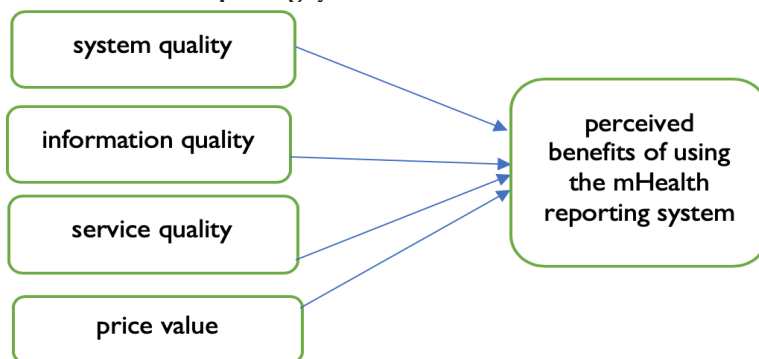 system quality
information quality
service quality
price value
perceived
benefits of using
the mHealth
reporting system